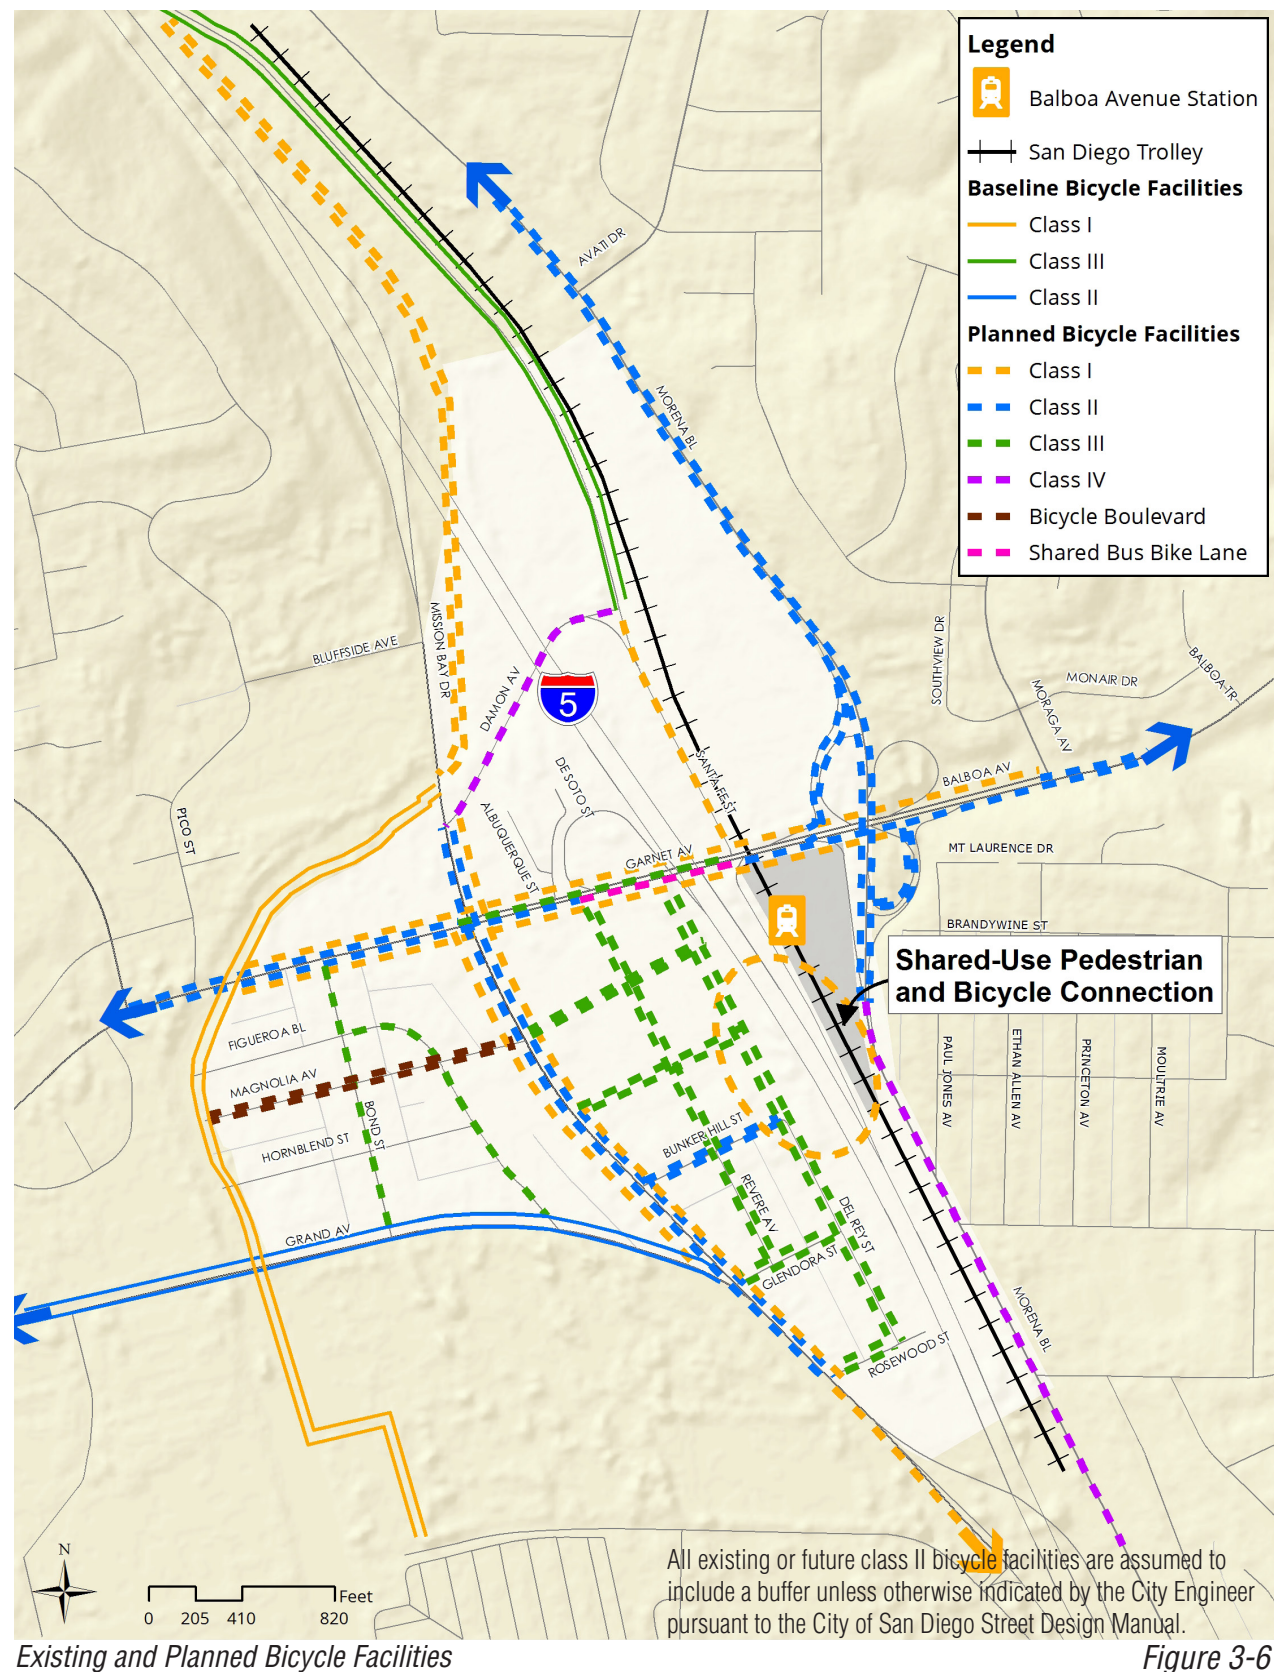 Legend
Balboa Avenue Station
San Diego Trolley
Baseline Bicycle Facilities
Class I
Class III
Class II
Planned Bicycle Facilities
Class I
Class II
Class III
Class IV
Bicycle Boulevard
Shared Bus Bike Lane
AVATI DR
MORENA BL
MISSION BAY DR
BLUFFSIDE AVE
DAMON AV
5
SOUTHVIEW DR
MONAIR DR
MORAGA AV
BALBOA TR
SANTA FE ST
DE SOTO ST
ALBUQUERQUE ST
BALBOA AV
PICO ST
GARNET AV
MT LAURENCE DR
BRANDYWINE ST
Shared-Use Pedestrian
and Bicycle Connection
FIGUEROA BL
MAGNOLIA AV
HORNBLEND ST
BOND ST
GRAND AV
BUNKER HILL ST
REVERE AV
DEL REY ST
GLENDORA ST
ROSEWOOD ST
PAUL JONES AV
ETHAN ALLEN AV
PRINCETON AV
MOULTRIE AV
MORENA BL
N
Feet
0 205 410 820
All existing or future class II bicycle facilities are assumed to
include a buffer unless otherwise indicated by the City Engineer
pursuant to the City of San Diego Street Design Manual.
Existing and Planned Bicycle Facilities
Figure 3-6